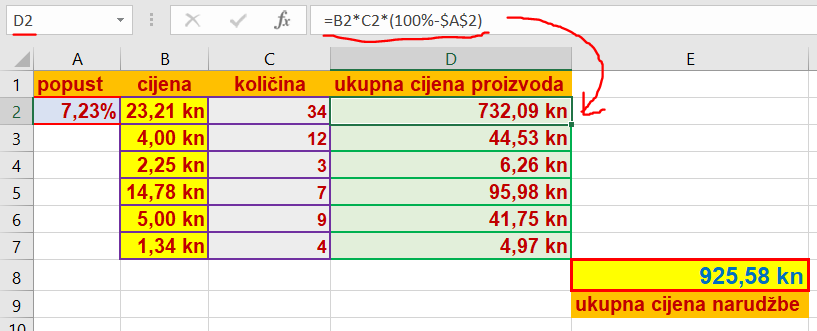 D2 fx =B2*C2*(100%-$A$2)
A B C D E
1 popust cijena količina ukupna cijena proizvoda
2 7,23% 23,21 kn 34 732,09 kn
3 4,00 kn 12 44,53 kn
4 2,25 kn 3 6,26 kn
5 14,78 kn 7 95,98 kn
6 5,00 kn 9 41,75 kn
7 1,34 kn 4 4,97 kn
8 925,58 kn
9 ukupna cijena narudžbe
10